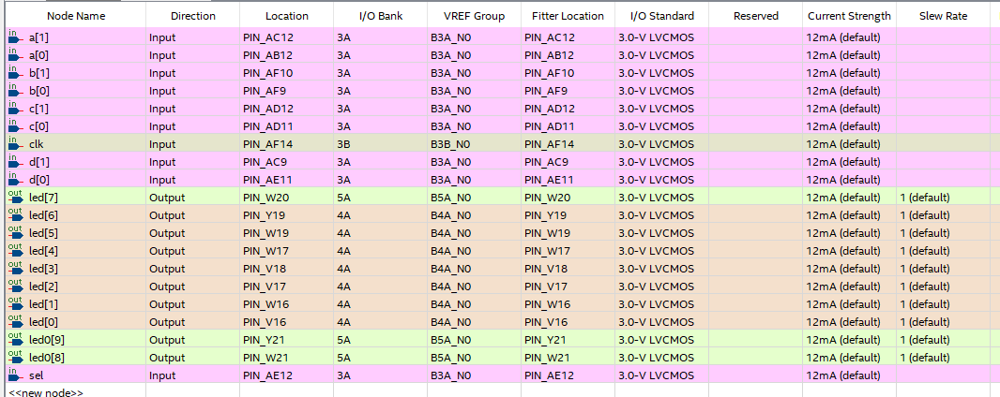 Node Name Direction Location I/O Bank VREF Group Fitter Location I/O Standard Reserved Current Strength Slew Rate
in a[1] Input PIN_AC12 3A B3A_N0 PIN_AC12 3.0-V LVCMOS 12mA (default)
in a[0] Input PIN_AB12 3A B3A_N0 PIN_AB12 3.0-V LVCMOS 12mA (default)
in b[1] Input PIN_AF10 3A B3A_N0 PIN_AF10 3.0-V LVCMOS 12mA (default)
in b[0] Input PIN_AF9 3A B3A_N0 PIN_AF9 3.0-V LVCMOS 12mA (default)
in c[1] Input PIN_AD12 3A B3A_N0 PIN_AD12 3.0-V LVCMOS 12mA (default)
in c[0] Input PIN_AD11 3A B3A_N0 PIN_AD11 3.0-V LVCMOS 12mA (default)
in clk Input PIN_AF14 3B B3B_N0 PIN_AF14 3.0-V LVCMOS 12mA (default)
in d[1] Input PIN_AC9 3A B3A_N0 PIN_AC9 3.0-V LVCMOS 12mA (default)
in d[0] Input PIN_AE11 3A B3A_N0 PIN_AE11 3.0-V LVCMOS 12mA (default)
out led[7] Output PIN_W20 5A B5A_N0 PIN_W20 3.0-V LVCMOS 12mA (default) 1 (default)
out led[6] Output PIN_Y19 4A B4A_N0 PIN_Y19 3.0-V LVCMOS 12mA (default) 1 (default)
out led[5] Output PIN_W19 4A B4A_N0 PIN_W19 3.0-V LVCMOS 12mA (default) 1 (default)
out led[4] Output PIN_W17 4A B4A_N0 PIN_W17 3.0-V LVCMOS 12mA (default) 1 (default)
out led[3] Output PIN_V18 4A B4A_N0 PIN_V18 3.0-V LVCMOS 12mA (default) 1 (default)
out led[2] Output PIN_V17 4A B4A_N0 PIN_V17 3.0-V LVCMOS 12mA (default) 1 (default)
out led[1] Output PIN_W16 4A B4A_N0 PIN_W16 3.0-V LVCMOS 12mA (default) 1 (default)
out led[0] Output PIN_V16 4A B4A_N0 PIN_V16 3.0-V LVCMOS 12mA (default) 1 (default)
out led0[9] Output PIN_Y21 5A B5A_N0 PIN_Y21 3.0-V LVCMOS 12mA (default) 1 (default)
out led0[8] Output PIN_W21 5A B5A_N0 PIN_W21 3.0-V LVCMOS 12mA (default) 1 (default)
in sel Input PIN_AE12 3A B3A_N0 PIN_AE12 3.0-V LVCMOS 12mA (default)
<<new node>>